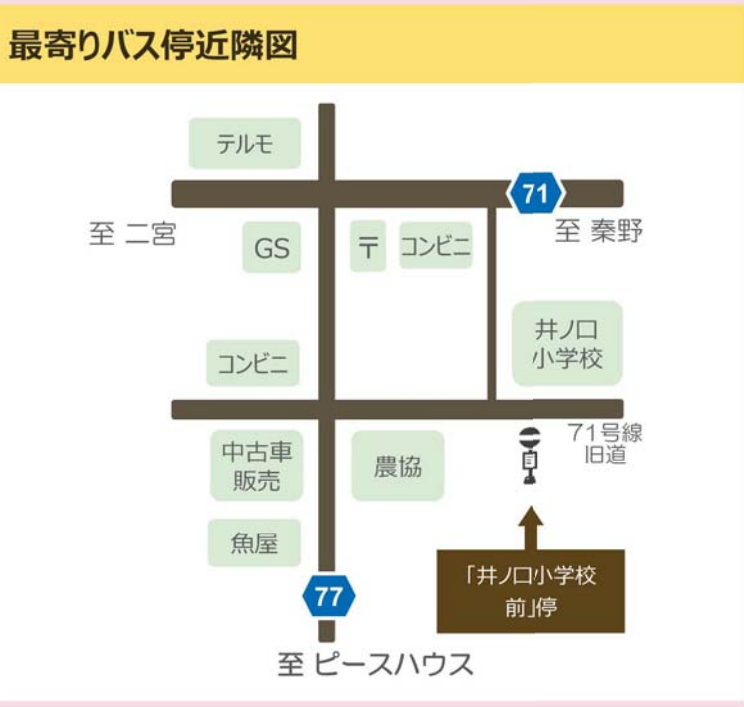 最寄りバス停近隣図
テルモ
71
至 二宮
至 秦野
GS
〒
コンビニ
井ノ口
小学校
コンビニ
71号線
旧道
中古車
販売
農協
魚屋
「井ノ口小学校
前」停
77
至 ピースハウス